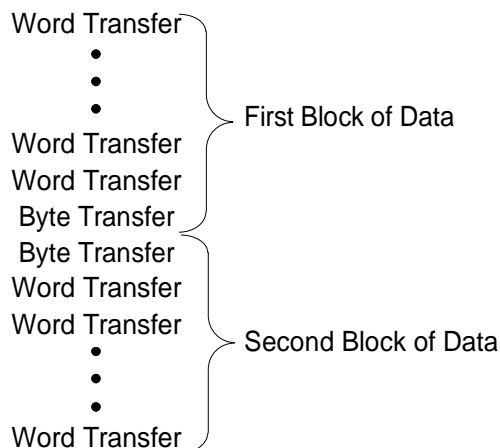 Word Transfer
•
•
•
First Block of Data
Word Transfer
Word Transfer
Byte Transfer
Byte Transfer
Word Transfer
Word Transfer
Second Block of Data
•
•
•
Word Transfer